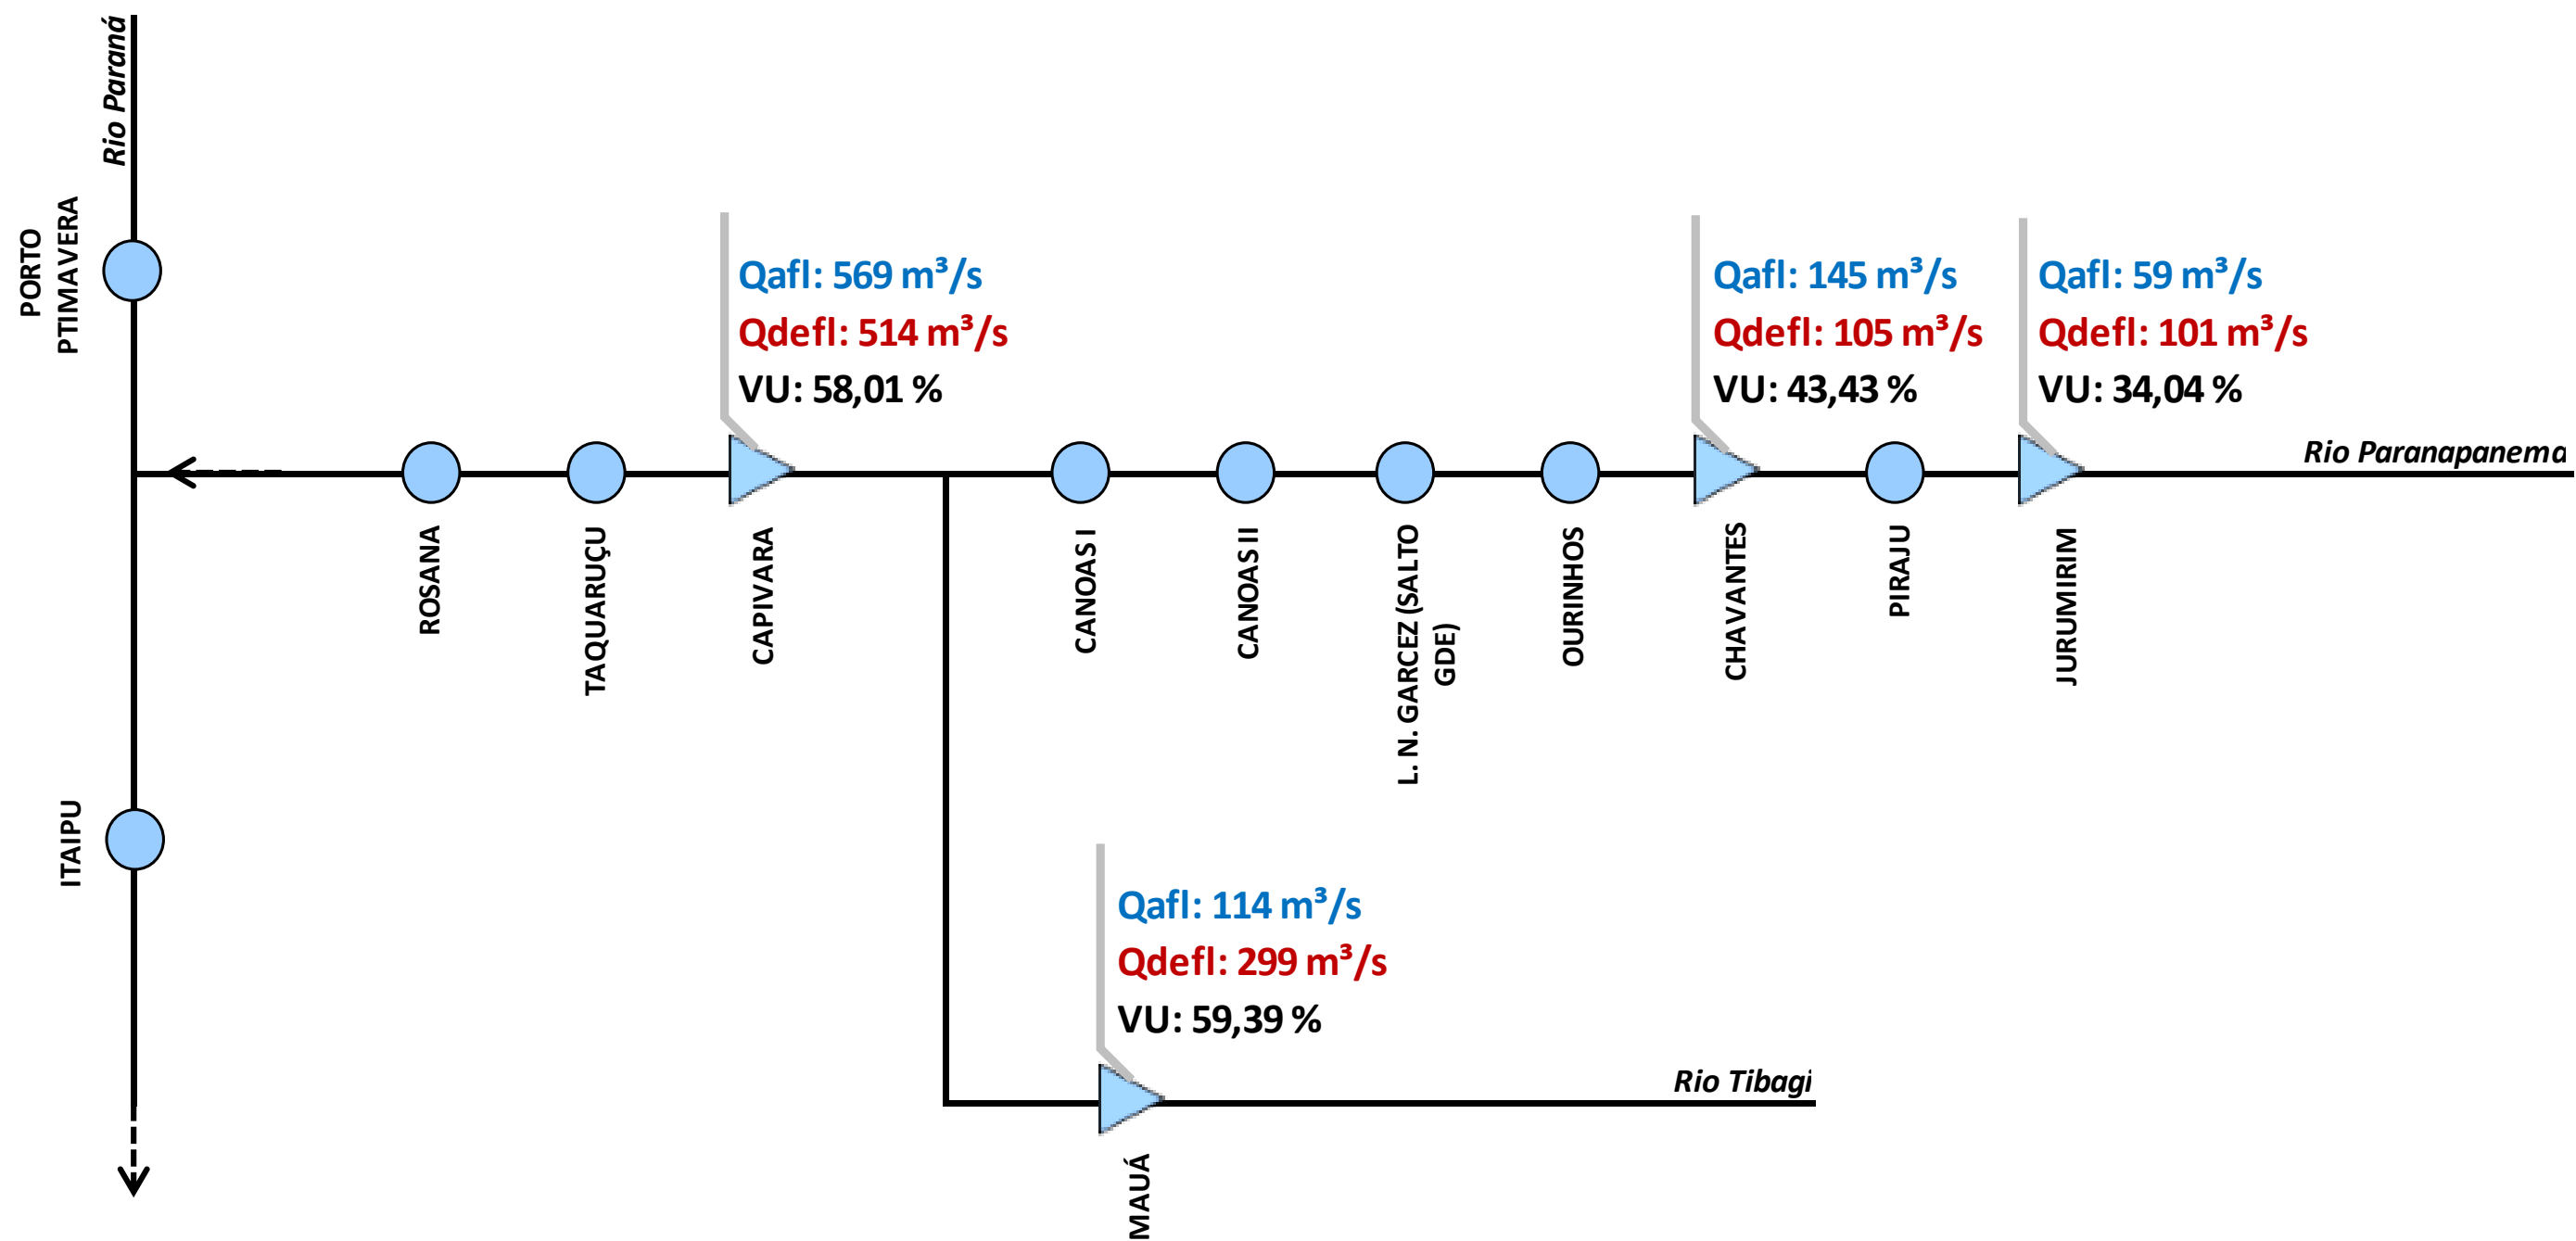 Rio Paraná
PORTO
PTIMAVERA
Qafl: 569 m³/s
Qdefl: 514 m³/s
VU: 58,01 %
Qafl: 145 m³/s
Qdefl: 105 m³/s
VU: 43,43 %
Qafl: 59 m³/s
Qdefl: 101 m³/s
VU: 34,04 %
Rio Paranapanema
ROSANA
TAQUARUÇU
CAPIVARA
CANOAS I
CANOAS II
L. N. GARCEZ (SALTO
GDE)
OURINHOS
CHAVANTES
PIRAJU
JURUMIRIM
ITAIPU
Qafl: 114 m³/s
Qdefl: 299 m³/s
VU: 59,39 %
Rio Tibagi
MAUÁ